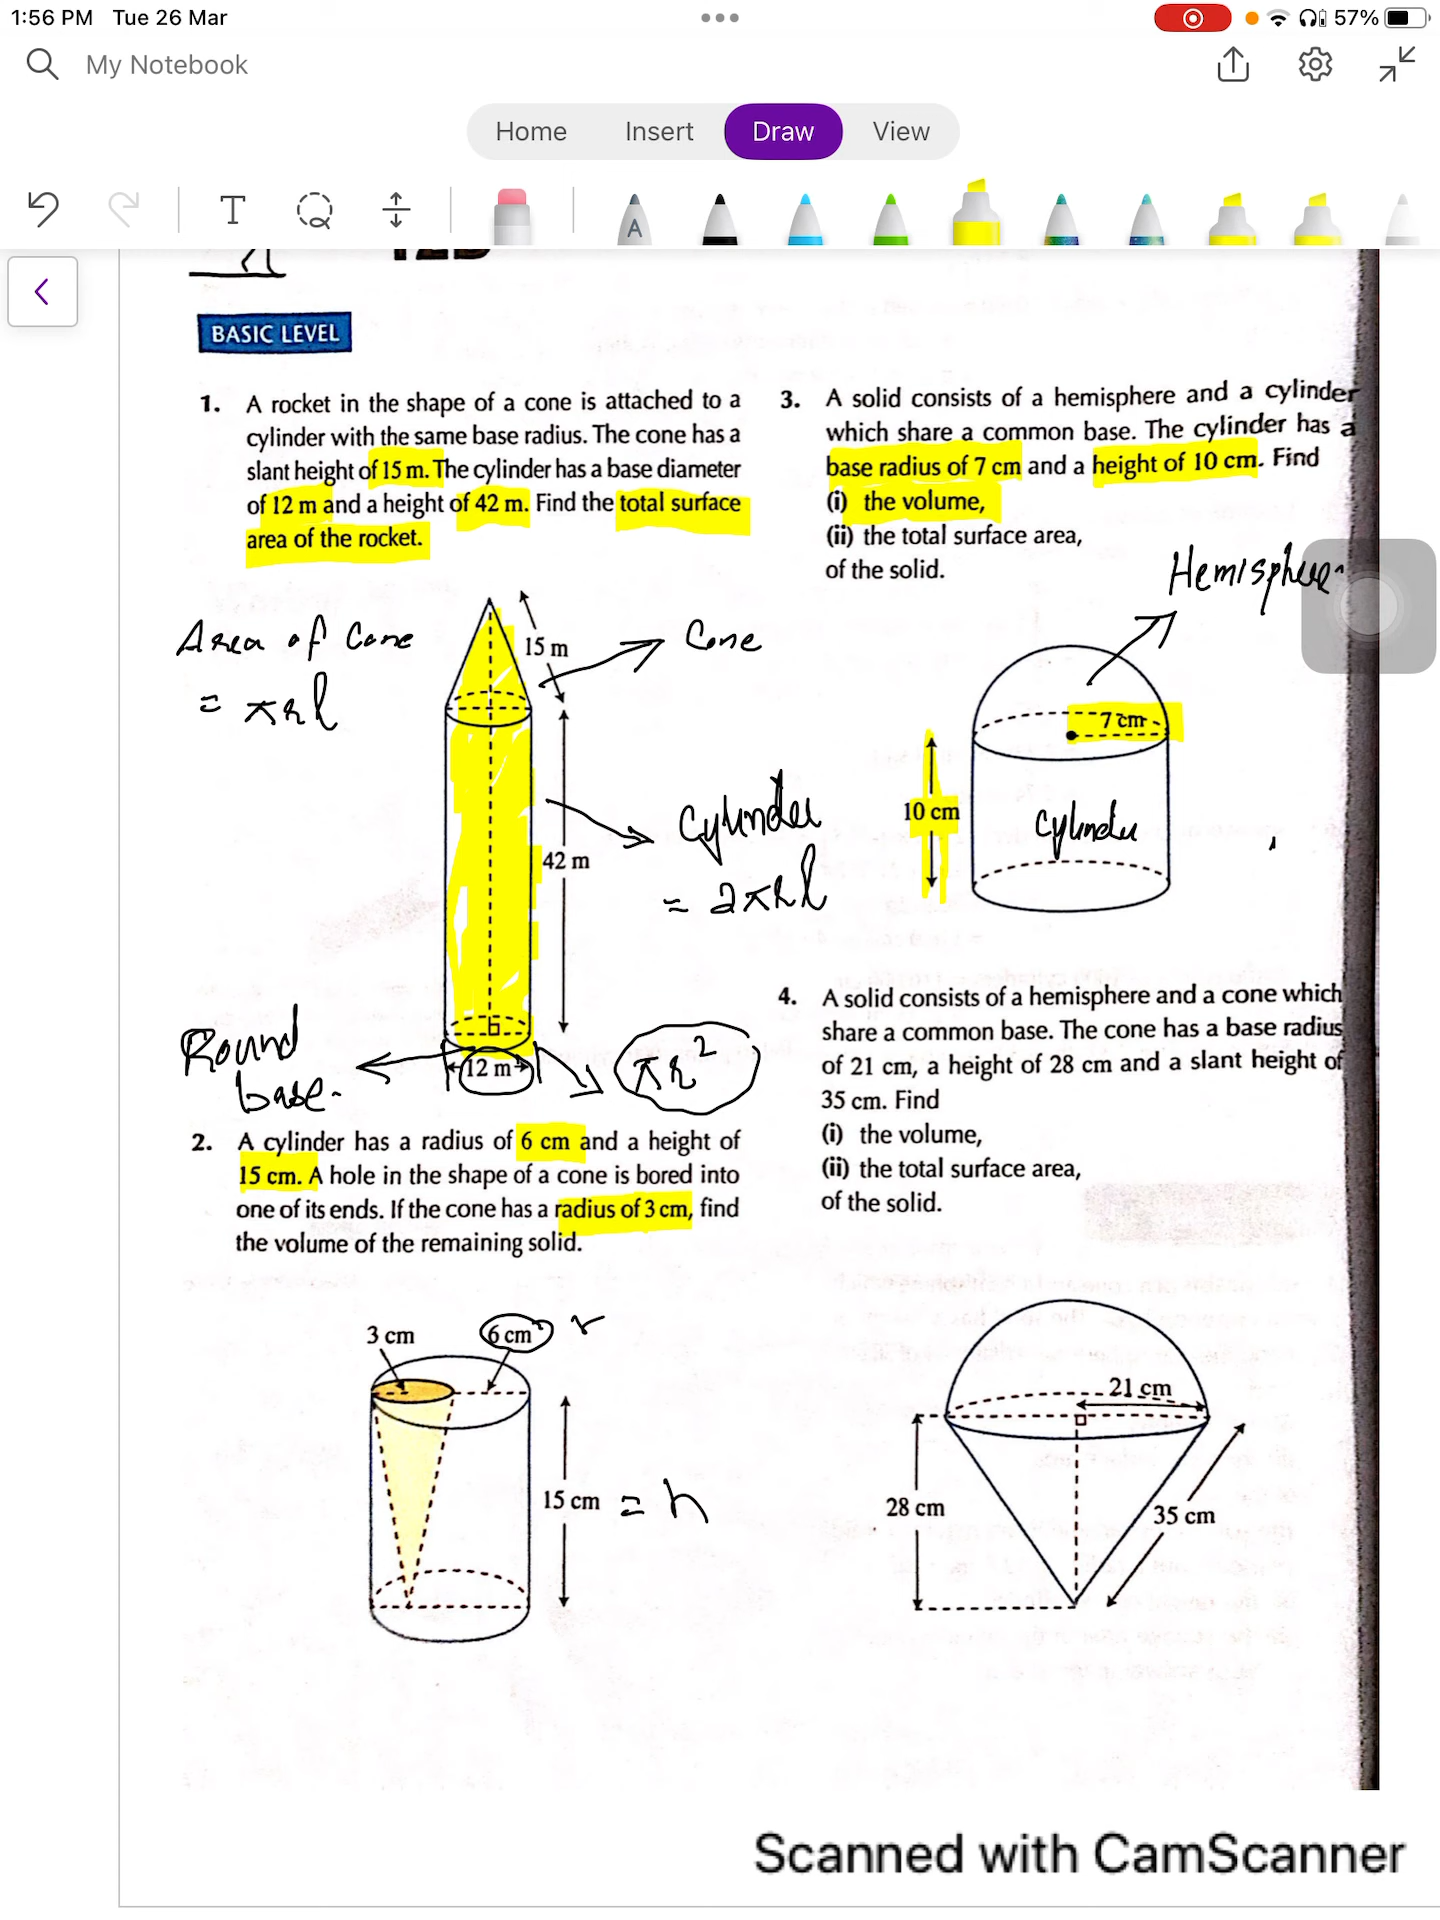 1:56 PM Tue 26 Mar
57%
My Notebook
Home Insert Draw View
T
A
BASIC LEVEL
1. A rocket in the shape of a cone is attached to a
cylinder with the same base radius. The cone has a
slant height of 15 m. The cylinder has a base diameter
of 12 m and a height of 42 m. Find the total surface
area of the rocket.
Area of Cone
= πrl
15 m
Cone
42 m
Cylinder
= 2πrl
Round
base.
12 m
πr²
2. A cylinder has a radius of 6 cm and a height of
15 cm. A hole in the shape of a cone is bored into
one of its ends. If the cone has a radius of 3 cm, find
the volume of the remaining solid.
3 cm
6 cm r
15 cm = h
3. A solid consists of a hemisphere and a cylinder
which share a common base. The cylinder has a
base radius of 7 cm and a height of 10 cm. Find
(i) the volume,
(ii) the total surface area,
of the solid.
Hemisphere
7 cm
10 cm
Cylinder
4. A solid consists of a hemisphere and a cone which
share a common base. The cone has a base radius
of 21 cm, a height of 28 cm and a slant height of
35 cm. Find
(i) the volume,
(ii) the total surface area,
of the solid.
21 cm
28 cm
35 cm
Scanned with CamScanner